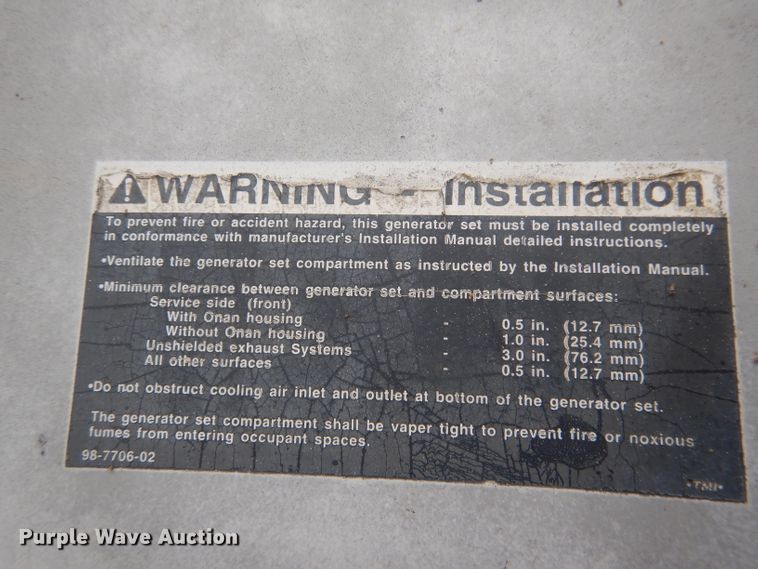 WARNING - Installation
To prevent fire or accident hazard, this generator set must be installed completely
in conformance with manufacturer's Installation Manual detailed instructions.
•Ventilate the generator set compartment as instructed by the Installation Manual.
•Minimum clearance between generator set and compartment surfaces:
Service side (front)
With Onan housing - 0.5 in. (12.7 mm)
Without Onan housing - 1.0 in. (25.4 mm)
Unshielded exhaust Systems - 3.0 in. (76.2 mm)
All other surfaces - 0.5 in. (12.7 mm)
•Do not obstruct cooling air inlet and outlet at bottom of the generator set.
The generator set compartment shall be vaper tight to prevent fire or noxious
fumes from entering occupant spaces.
98-7706-02
•TMI•
Purple Wave Auction